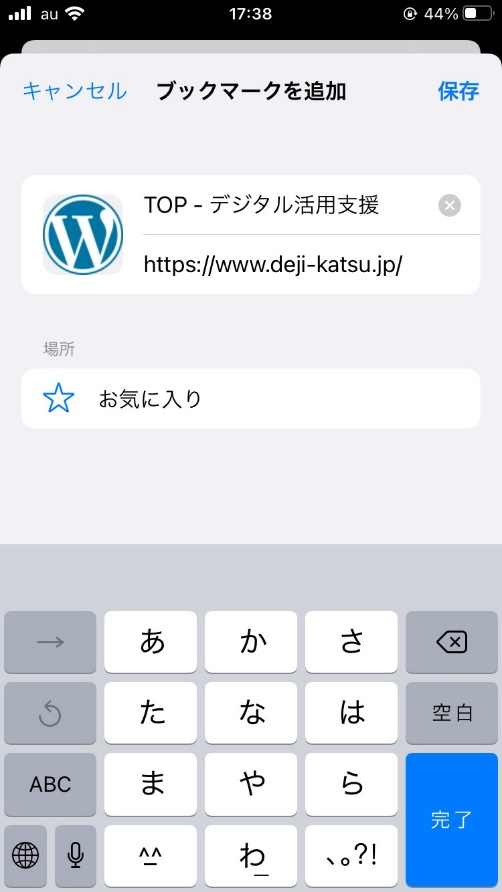 au 17:38 44%
キャンセル ブックマークを追加 保存
TOP - デジタル活用支援
https://www.deji-katsu.jp/
場所
お気に入り
→ あ か さ
た な は 空白
ABC ま や ら 完了
^_^ わ_ 、。?!